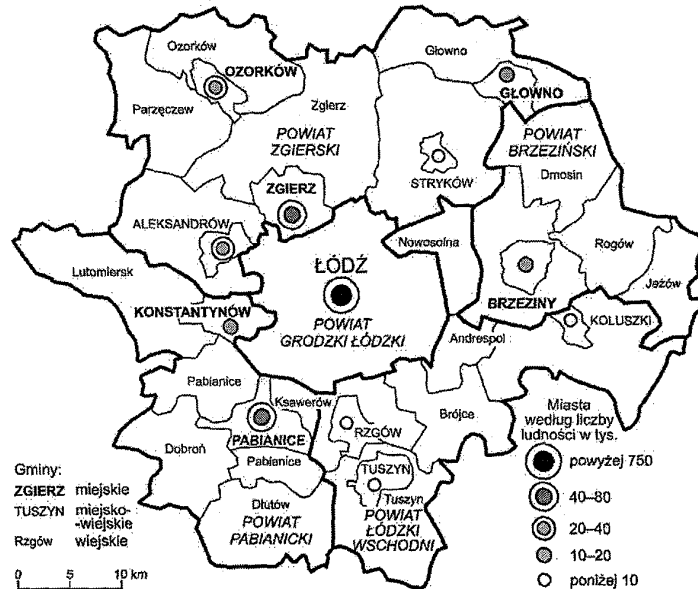 Ozorków
OZORKÓW
Głowno
GŁOWNO
Parzęczew
Zgierz
POWIAT
ZGIERSKI
POWIAT
BRZEZIŃSKI
Dmosin
STRYKÓW
ZGIERZ
ALEKSANDRÓW
Nowosolna
Rogów
Lutomiersk
ŁÓDŹ
Jeżów
KONSTANTYNÓW
BRZEZINY
POWIAT
GRODZKI ŁÓDZKI
Andrespol
KOLUSZKI
Pabianice
Ksawerów
Brójce
RZGÓW
PABIANICE
Dobroń
Pabianice
TUSZYN
Tuszyn
Dłutów
POWIAT
PABIANICKI
POWIAT
ŁÓDZKI
WSCHODNI
Gminy:
ZGIERZ miejskie
TUSZYN miejsko-
-wiejskie
Rzgów wiejskie
0 5 10 km
Miasta
według liczby
ludności w tys.
powyżej 750
40–80
20–40
10–20
poniżej 10